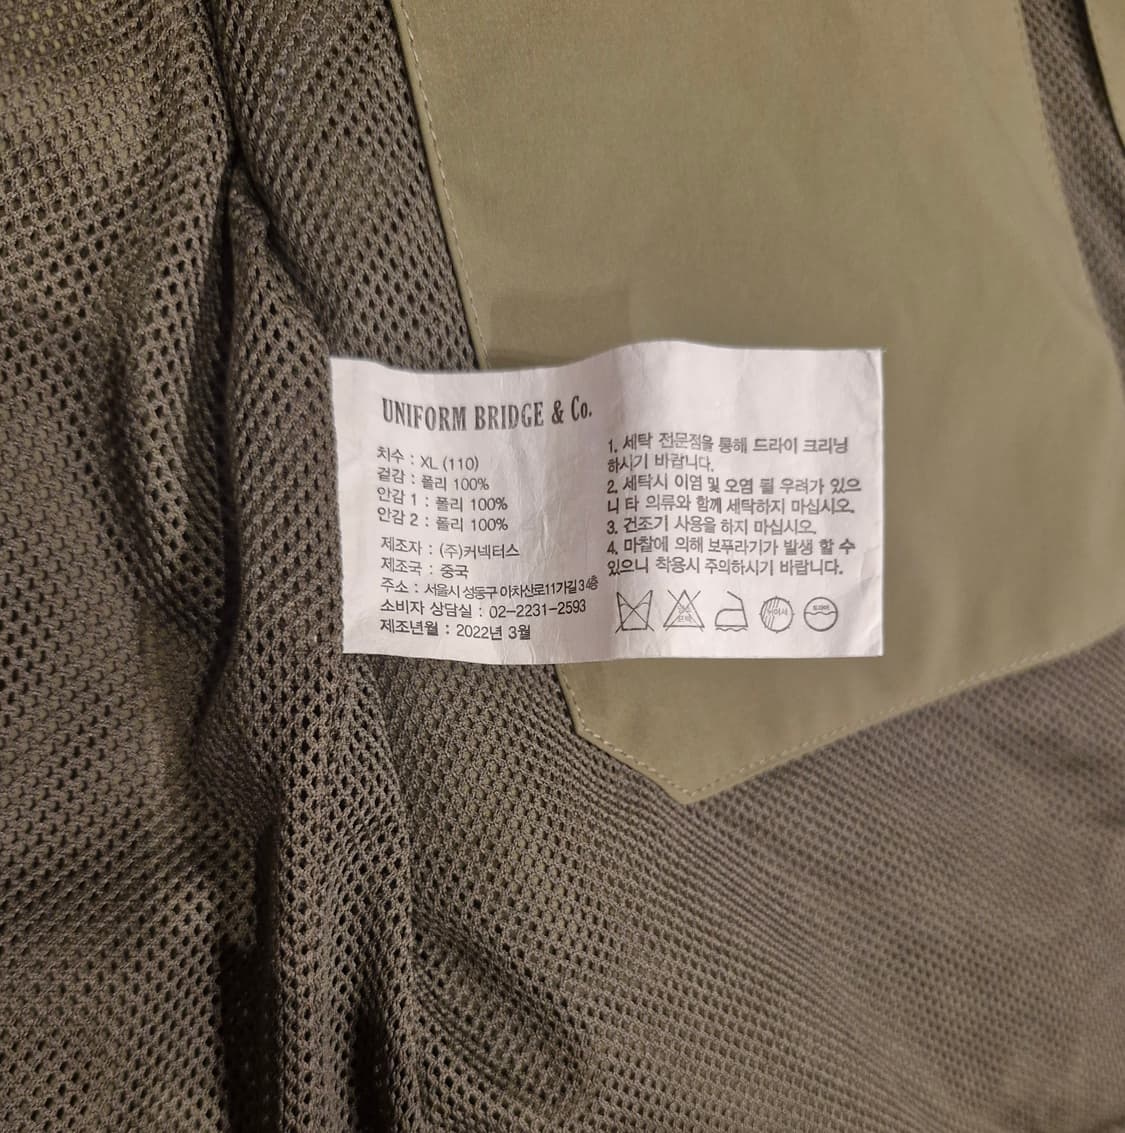 UNIFORM BRIDGE & Co.
치수 : XL (110)
겉감 : 폴리 100%
안감 1 : 폴리 100%
안감 2 : 폴리 100%
제조자 : (주)커넥터스
제조국 : 중국
주소 : 서울시 성동구 아차산로11가길 3 4층
소비자 상담실 : 02-2231-2593
제조년월 : 2022년 3월
1. 세탁 전문점을 통해 드라이 크리닝
하시기 바랍니다.
2. 세탁시 이염 및 오염 될 우려가 있으
니 타 의류와 함께 세탁하지 마십시오.
3. 건조기 사용을 하지 마십시오.
4. 마찰에 의해 보푸라기가 발생 할 수
있으니 착용시 주의하시기 바랍니다.
드라이